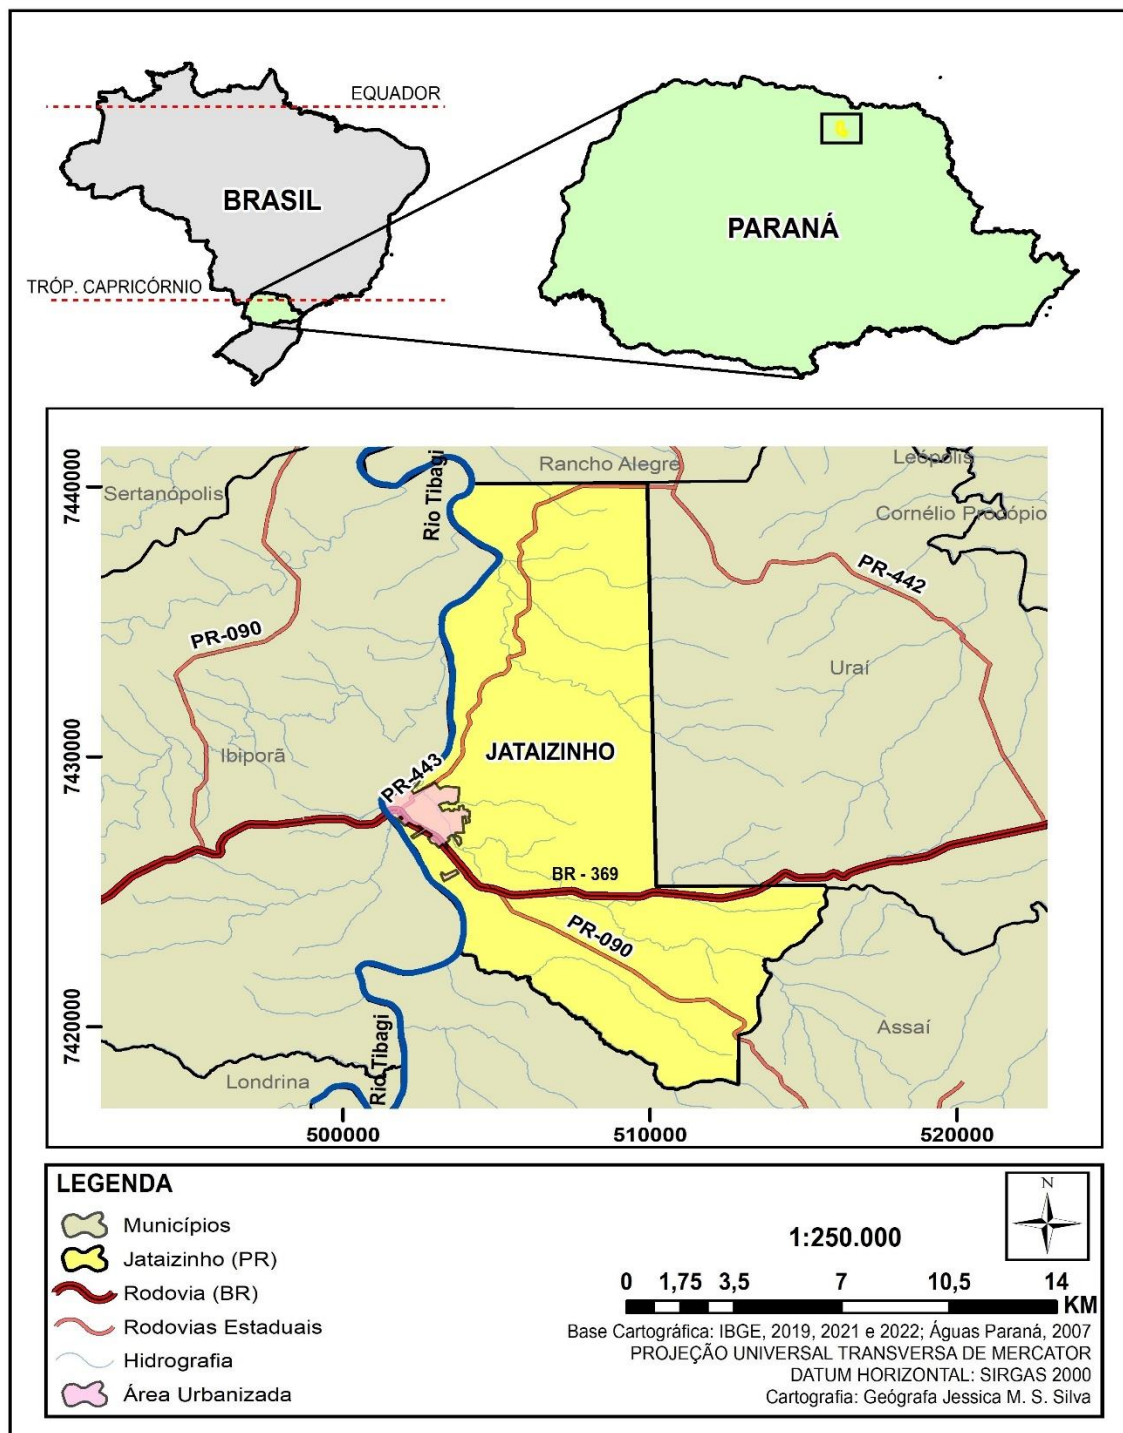 EQUADOR
BRASIL
PARANÁ
TRÓP. CAPRICÓRNIO
7440000
7430000
7420000
Sertanópolis
Rio Tibagi
Rancho Alegre
Leópolis
Cornélio Procópio
PR-442
PR-090
Uraí
Ibiporã
PR-443
JATAIZINHO
BR - 369
PR-090
Assaí
Londrina
Rio Tibagi
500000
510000
520000
LEGENDA
Municípios
Jataizinho (PR)
Rodovia (BR)
Rodovias Estaduais
Hidrografia
Área Urbanizada
N
1:250.000
0 1,75 3,5 7 10,5 14
KM
Base Cartográfica: IBGE, 2019, 2021 e 2022; Águas Paraná, 2007
PROJEÇÃO UNIVERSAL TRANSVERSA DE MERCATOR
DATUM HORIZONTAL: SIRGAS 2000
Cartografia: Geógrafa Jessica M. S. Silva